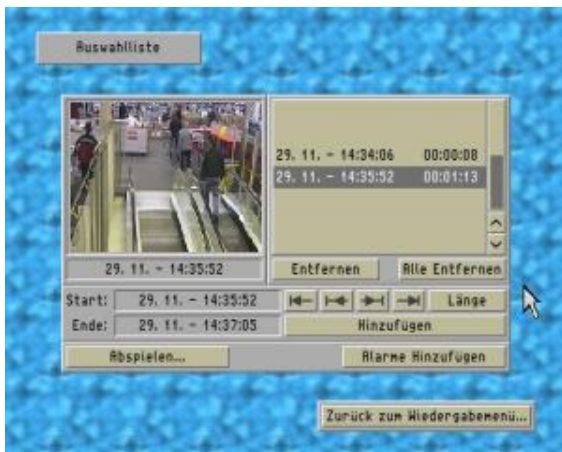 Auswahlliste
29. 11. - 14:34:06 00:00:08
29. 11. - 14:35:52 00:01:13
29. 11. - 14:35:52
Entfernen Alle Entfernen
Start: 29. 11. - 14:35:52 Länge
Ende: 29. 11. - 14:37:05 Hinzufügen
Abspielen... Alarme Hinzufügen
Zurück zum Wiedergabemenü...